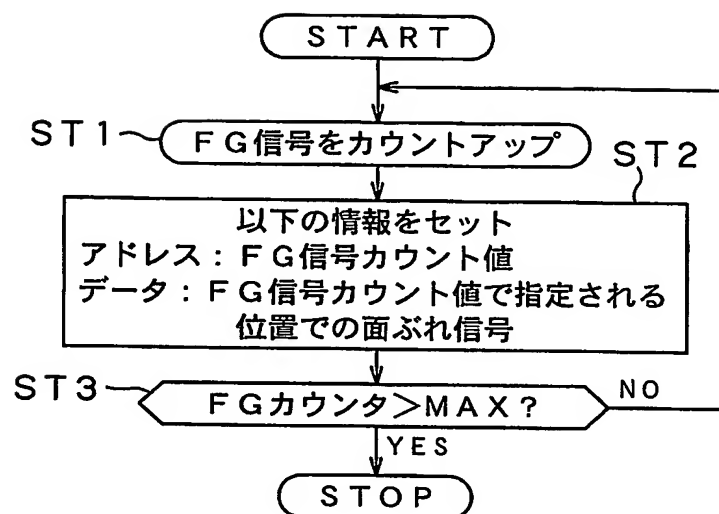 START
ST1
FG信号をカウントアップ
ST2
以下の情報をセット
アドレス:FG信号カウント値
データ:FG信号カウント値で指定される
位置での面ぶれ信号
ST3
FGカウンタ>MAX?
NO
YES
STOP